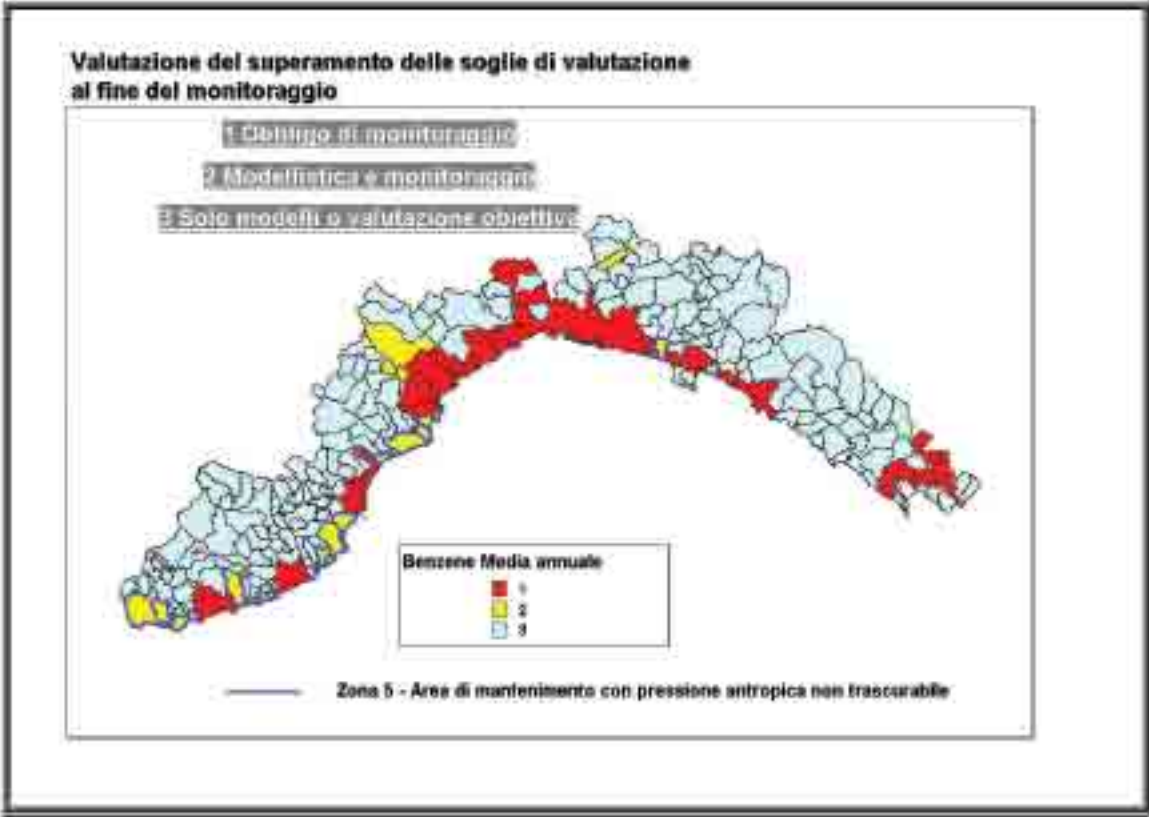 Valutazione del superamento delle soglie di valutazione
al fine del monitoraggio
1 Obbligo di monitoraggio
2 Modellistica e monitoraggio
3 Solo modelli o valutazione obiettiva
Benzene Media annuale
1
2
3
Zona 5 - Area di mantenimento con pressione antropica non trascurabile